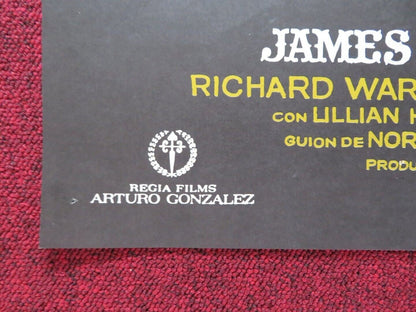 JAMES
RICHARD WAR
CON LILLIAN
GUION DE NOR
PRODU
REGIA FILMS
ARTURO GONZALEZ